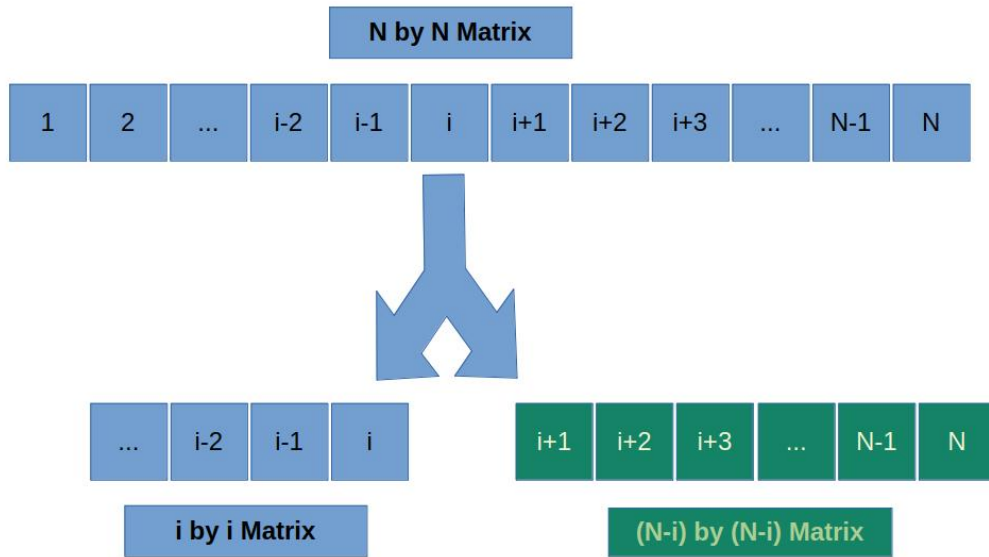 N by N Matrix
1 2 ... i-2 i-1 i i+1 i+2 i+3 ... N-1 N
... i-2 i-1 i i+1 i+2 i+3 ... N-1 N
i by i Matrix (N-i) by (N-i) Matrix